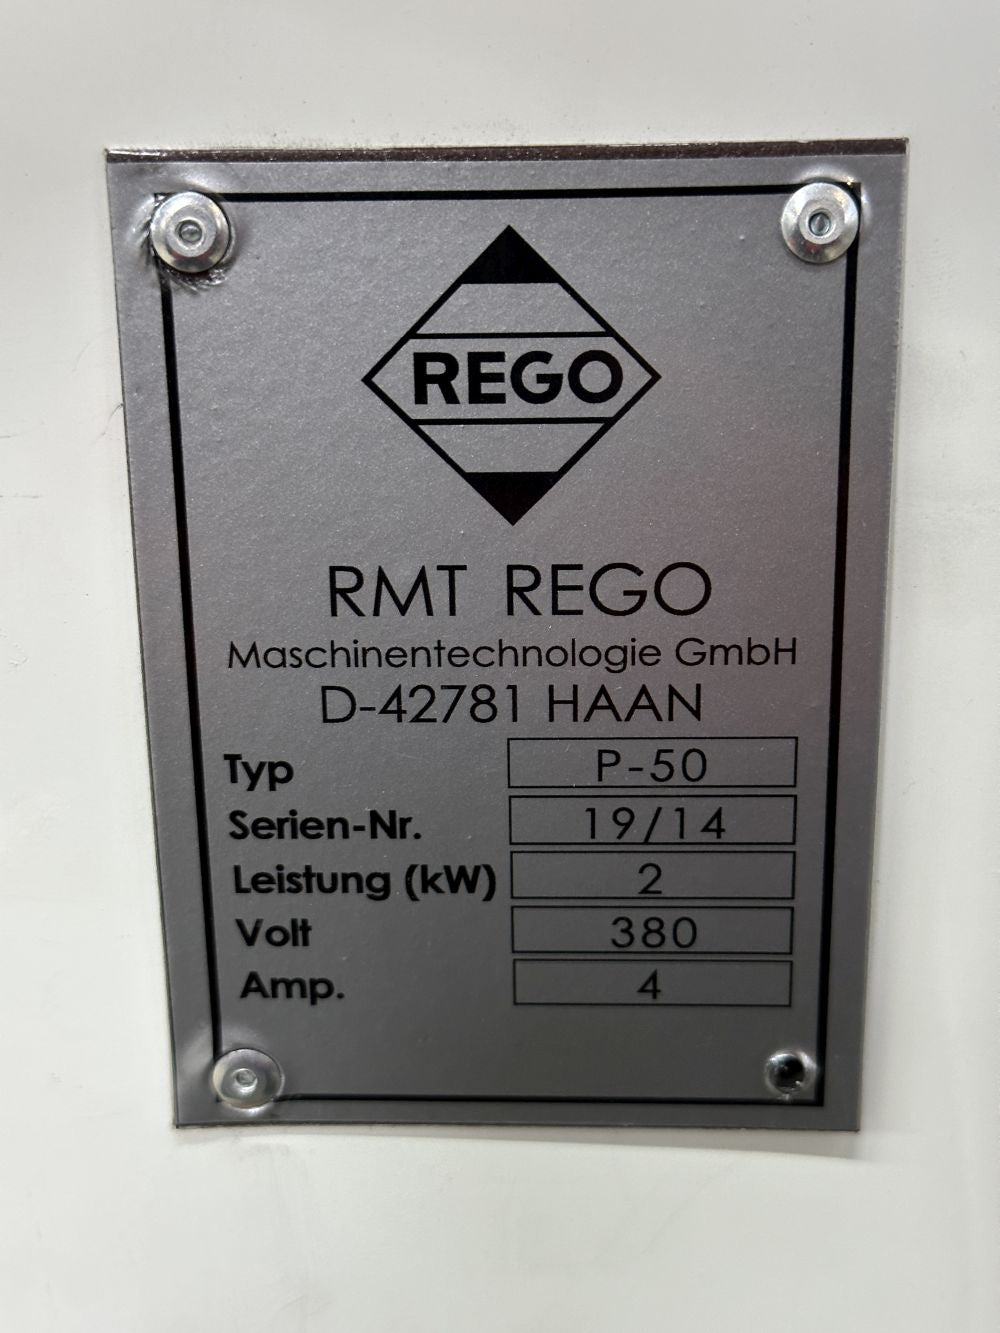 REGO
RMT REGO
Maschinentechnologie GmbH
D-42781 HAAN
Typ P-50
Serien-Nr. 19/14
Leistung (kW) 2
Volt 380
Amp. 4